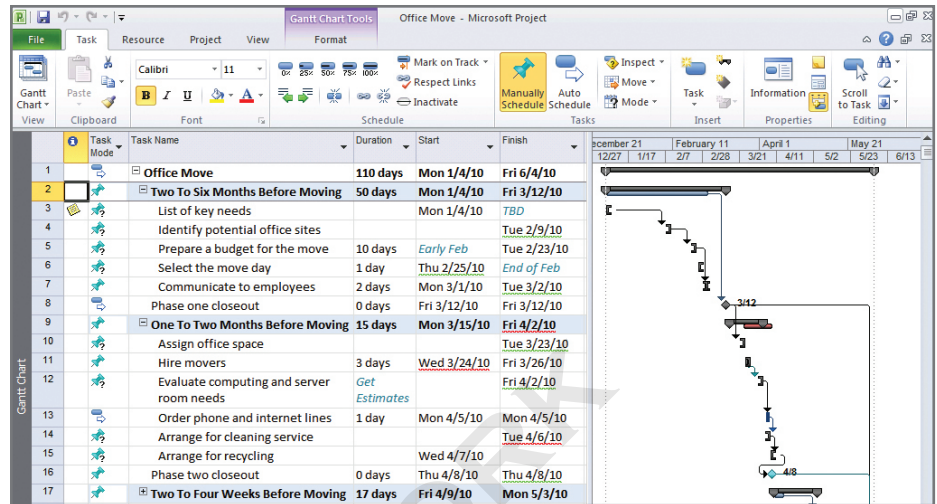 Gantt Chart Tools
Office Move - Microsoft Project
File Task Resource Project View Format
Gantt Chart
View
Paste
Clipboard
Calibri 11
B I U A
Font
0% 25% 50% 75% 100%
Mark on Track
Respect Links
Inactivate
Schedule
Manually Schedule
Auto Schedule
Inspect
Move
Mode
Tasks
Task
Insert
Information
Properties
Scroll to Task
Editing
Task Mode Task Name Duration Start Finish
ecember 21 February 11 April 1 May 21
12/27 1/17 2/7 2/28 3/21 4/11 5/2 5/23 6/13
1 Office Move 110 days Mon 1/4/10 Fri 6/4/10
2 Two To Six Months Before Moving 50 days Mon 1/4/10 Fri 3/12/10
3 List of key needs Mon 1/4/10 TBD
4 Identify potential office sites Tue 2/9/10
5 Prepare a budget for the move 10 days Early Feb Tue 2/23/10
6 Select the move day 1 day Thu 2/25/10 End of Feb
7 Communicate to employees 2 days Mon 3/1/10 Tue 3/2/10
8 Phase one closeout 0 days Fri 3/12/10 Fri 3/12/10 3/12
9 One To Two Months Before Moving 15 days Mon 3/15/10 Fri 4/2/10
10 Assign office space Tue 3/23/10
11 Hire movers 3 days Wed 3/24/10 Fri 3/26/10
12 Evaluate computing and server Get Fri 4/2/10
room needs Estimates
13 Order phone and internet lines 1 day Mon 4/5/10 Mon 4/5/10
14 Arrange for cleaning service Tue 4/6/10
15 Arrange for recycling Wed 4/7/10
16 Phase two closeout 0 days Thu 4/8/10 Thu 4/8/10 4/8
17 Two To Four Weeks Before Moving 17 days Fri 4/9/10 Mon 5/3/10
Gantt Chart
ORK